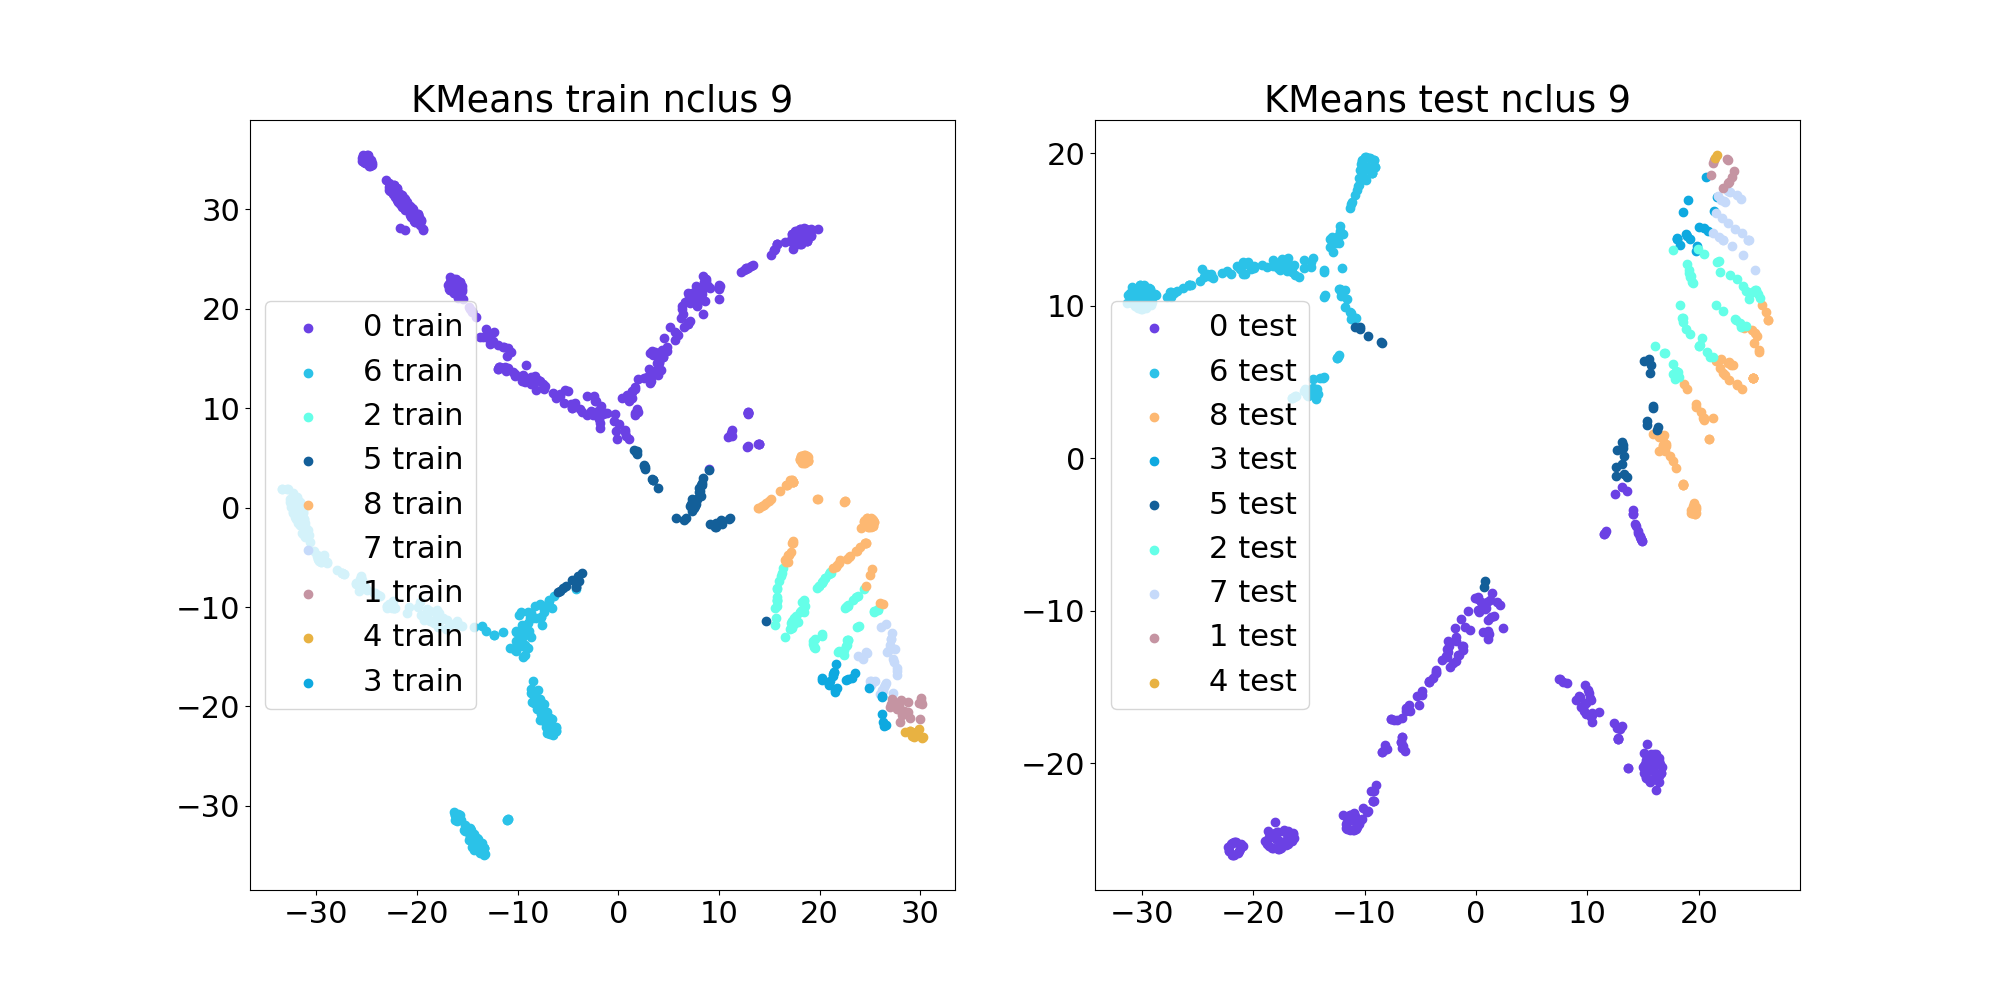 KMeans train nclus 9
30
20
10
0
−10
−20
−30
−30 −20 −10 0 10 20 30
0 train
6 train
2 train
5 train
8 train
7 train
1 train
4 train
3 train
KMeans test nclus 9
20
10
0
−10
−20
−30 −20 −10 0 10 20
0 test
6 test
8 test
3 test
5 test
2 test
7 test
1 test
4 test